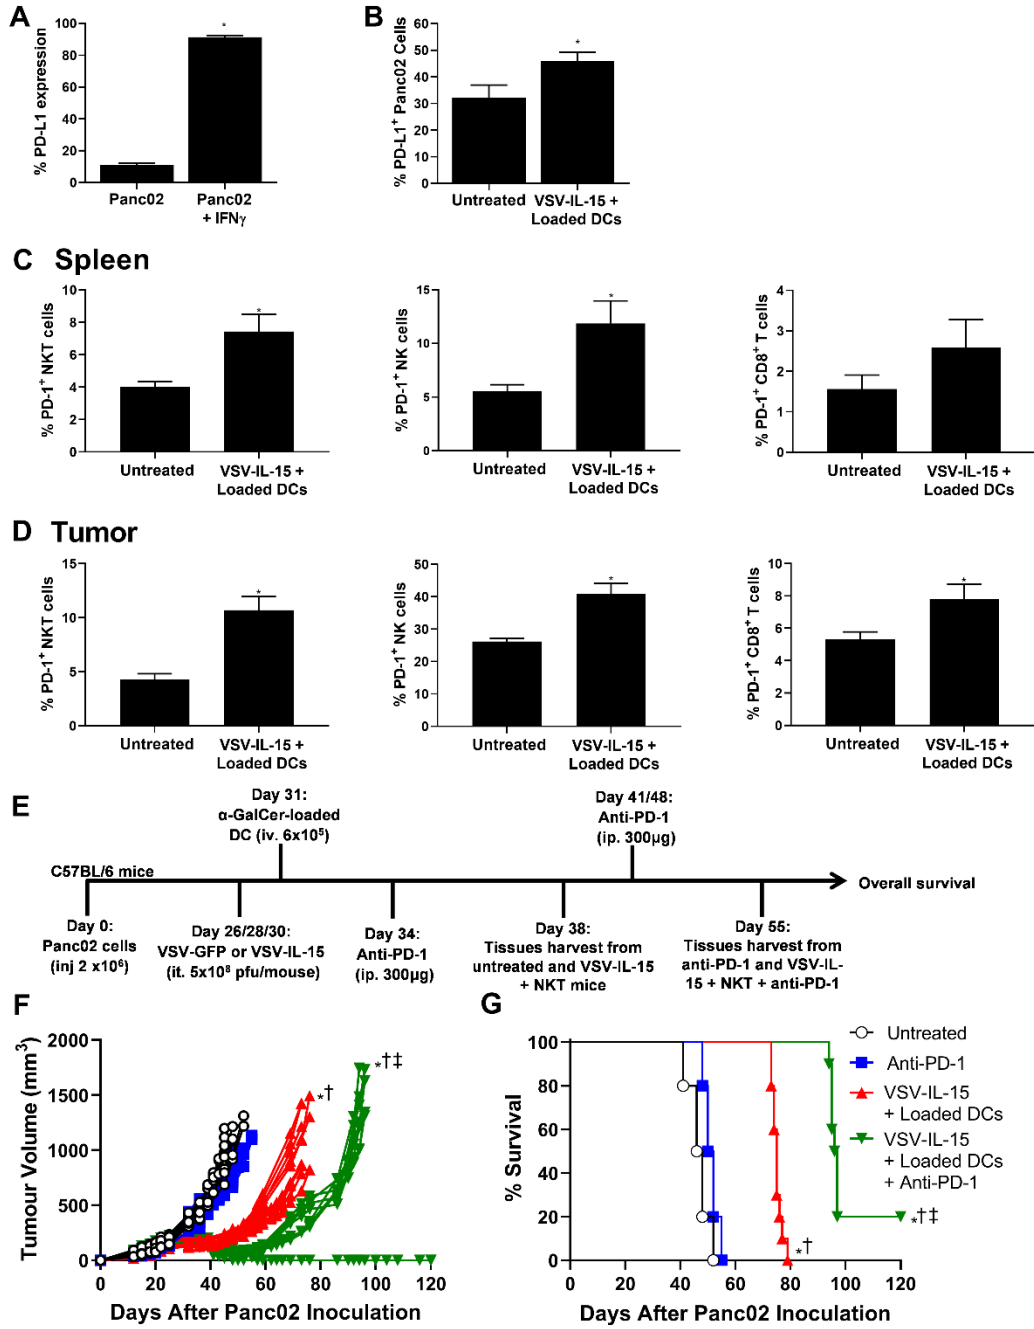 A
% PD-L1 expression
100
80
60
40
20
0
*
Panc02
Panc02
+ IFNγ
B
% PD-L1⁺ Panc02 Cells
60
50
40
30
20
10
0
*
Untreated
VSV-IL-15 +
Loaded DCs
C Spleen
% PD-1⁺ NKT cells
10
8
6
4
2
0
*
Untreated
VSV-IL-15 +
Loaded DCs
% PD-1⁺ NK cells
15
10
5
0
*
Untreated
VSV-IL-15 +
Loaded DCs
% PD-1⁺ CD8⁺ T cells
4
3
2
1
0
Untreated
VSV-IL-15 +
Loaded DCs
D Tumor
% PD-1⁺ NKT cells
15
10
5
0
*
Untreated
VSV-IL-15 +
Loaded DCs
% PD-1⁺ NK cells
50
40
30
20
10
0
*
Untreated
VSV-IL-15 +
Loaded DCs
% PD-1⁺ CD8⁺ T cells
10
8
6
4
2
0
*
Untreated
VSV-IL-15 +
Loaded DCs
E
Day 31:
α-GalCer-loaded
DC (iv. 6x10⁵)
Day 41/48:
Anti-PD-1
(ip. 300µg)
C57BL/6 mice
Overall survival
Day 0:
Panc02 cells
(inj 2 x10⁶)
Day 26/28/30:
VSV-GFP or VSV-IL-15
(it. 5x10⁸ pfu/mouse)
Day 34:
Anti-PD-1
(ip. 300µg)
Day 38:
Tissues harvest from
untreated and VSV-IL-15
+ NKT mice
Day 55:
Tissues harvest from
anti-PD-1 and VSV-IL-
15 + NKT + anti-PD-1
F
Tumour Volume (mm³)
2000
1500
1000
500
0
*†
*†‡
0 20 40 60 80 100 120
Days After Panc02 Inoculation
G
% Survival
100
80
60
40
20
0
*†
*†‡
0 20 40 60 80 100 120
Days After Panc02 Inoculation
Untreated
Anti-PD-1
VSV-IL-15
+ Loaded DCs
VSV-IL-15
+ Loaded DCs
+ Anti-PD-1